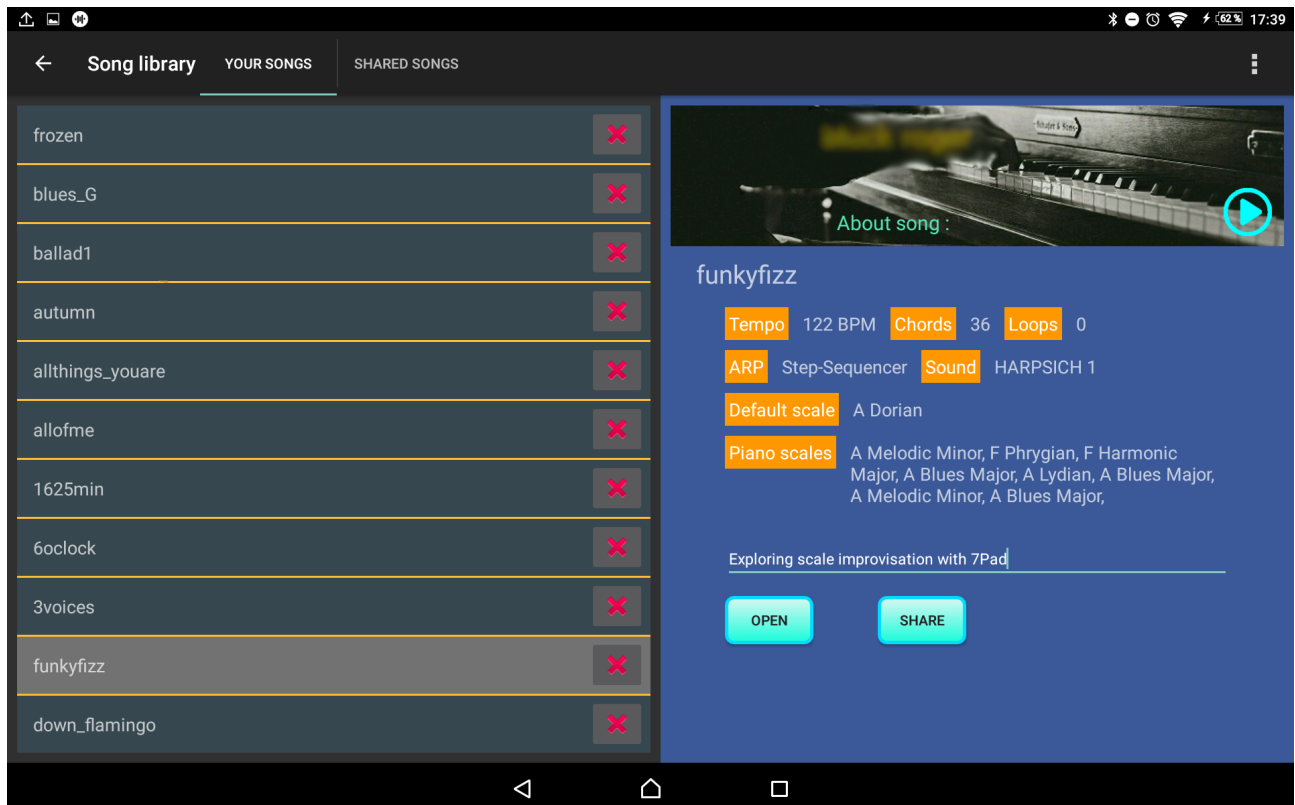 62 % 17:39
Song library YOUR SONGS SHARED SONGS
frozen
blues_G
ballad1
autumn
allthings_youare
allofme
1625min
6oclock
3voices
funkyfizz
down_flamingo
About song :
funkyfizz
Tempo 122 BPM Chords 36 Loops 0
ARP Step-Sequencer Sound HARPSICH 1
Default scale A Dorian
Piano scales A Melodic Minor, F Phrygian, F Harmonic
Major, A Blues Major, A Lydian, A Blues Major,
A Melodic Minor, A Blues Major,
Exploring scale improvisation with 7Pad
OPEN SHARE